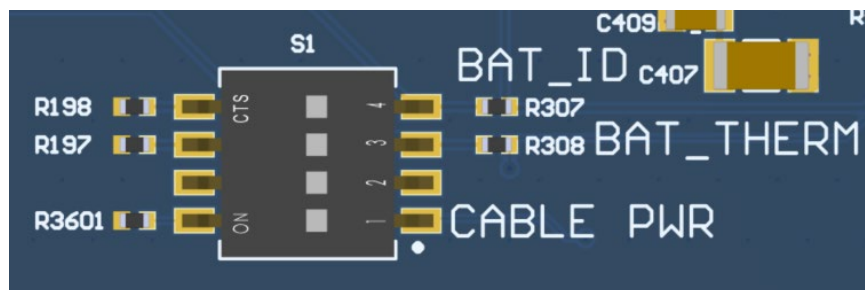 C409
S1
BAT_ID C407
R198 CTS 4 R307
R197 3 R308 BAT_THERM
2
R3601 ON 1 CABLE PWR